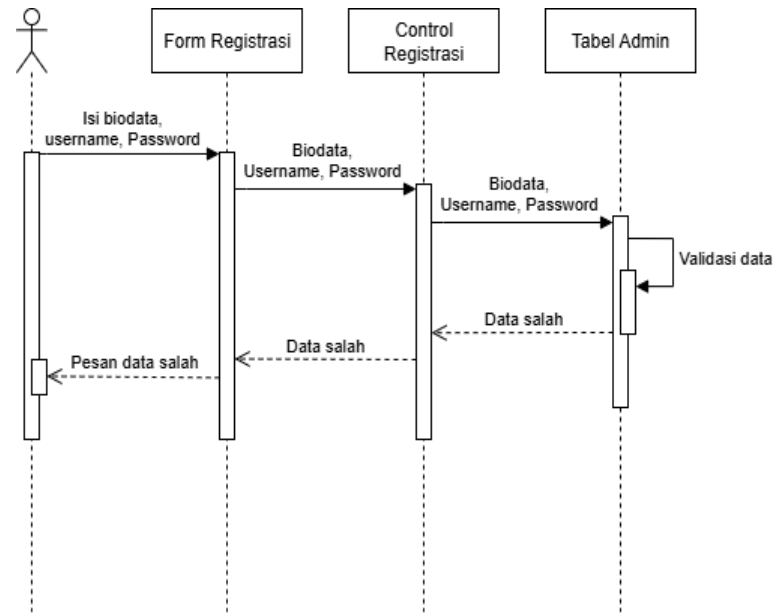 Form Registrasi
Control
Registrasi
Tabel Admin
Isi biodata,
username, Password
Biodata,
Username, Password
Biodata,
Username, Password
Validasi data
Data salah
Data salah
Pesan data salah